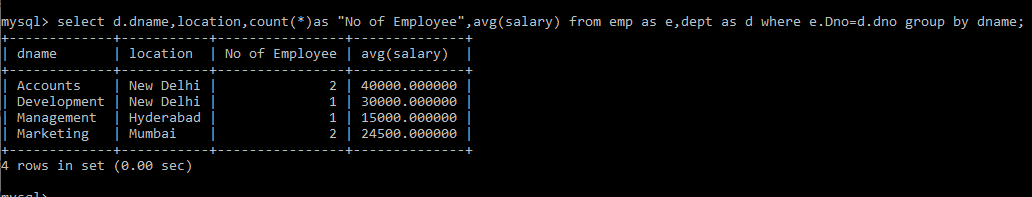 mysql> select d.dname,location,count(*)as "No of Employee",avg(salary) from emp as e,dept as d where e.Dno=d.dno group by dname;
+-------------+-----------+----------------+--------------+
| dname       | location  | No of Employee | avg(salary)  |
+-------------+-----------+----------------+--------------+
| Accounts    | New Delhi |              2 | 40000.000000 |
| Development | New Delhi |              1 | 30000.000000 |
| Management  | Hyderabad |              1 | 15000.000000 |
| Marketing   | Mumbai    |              2 | 24500.000000 |
+-------------+-----------+----------------+--------------+
4 rows in set (0.00 sec)
mysql>